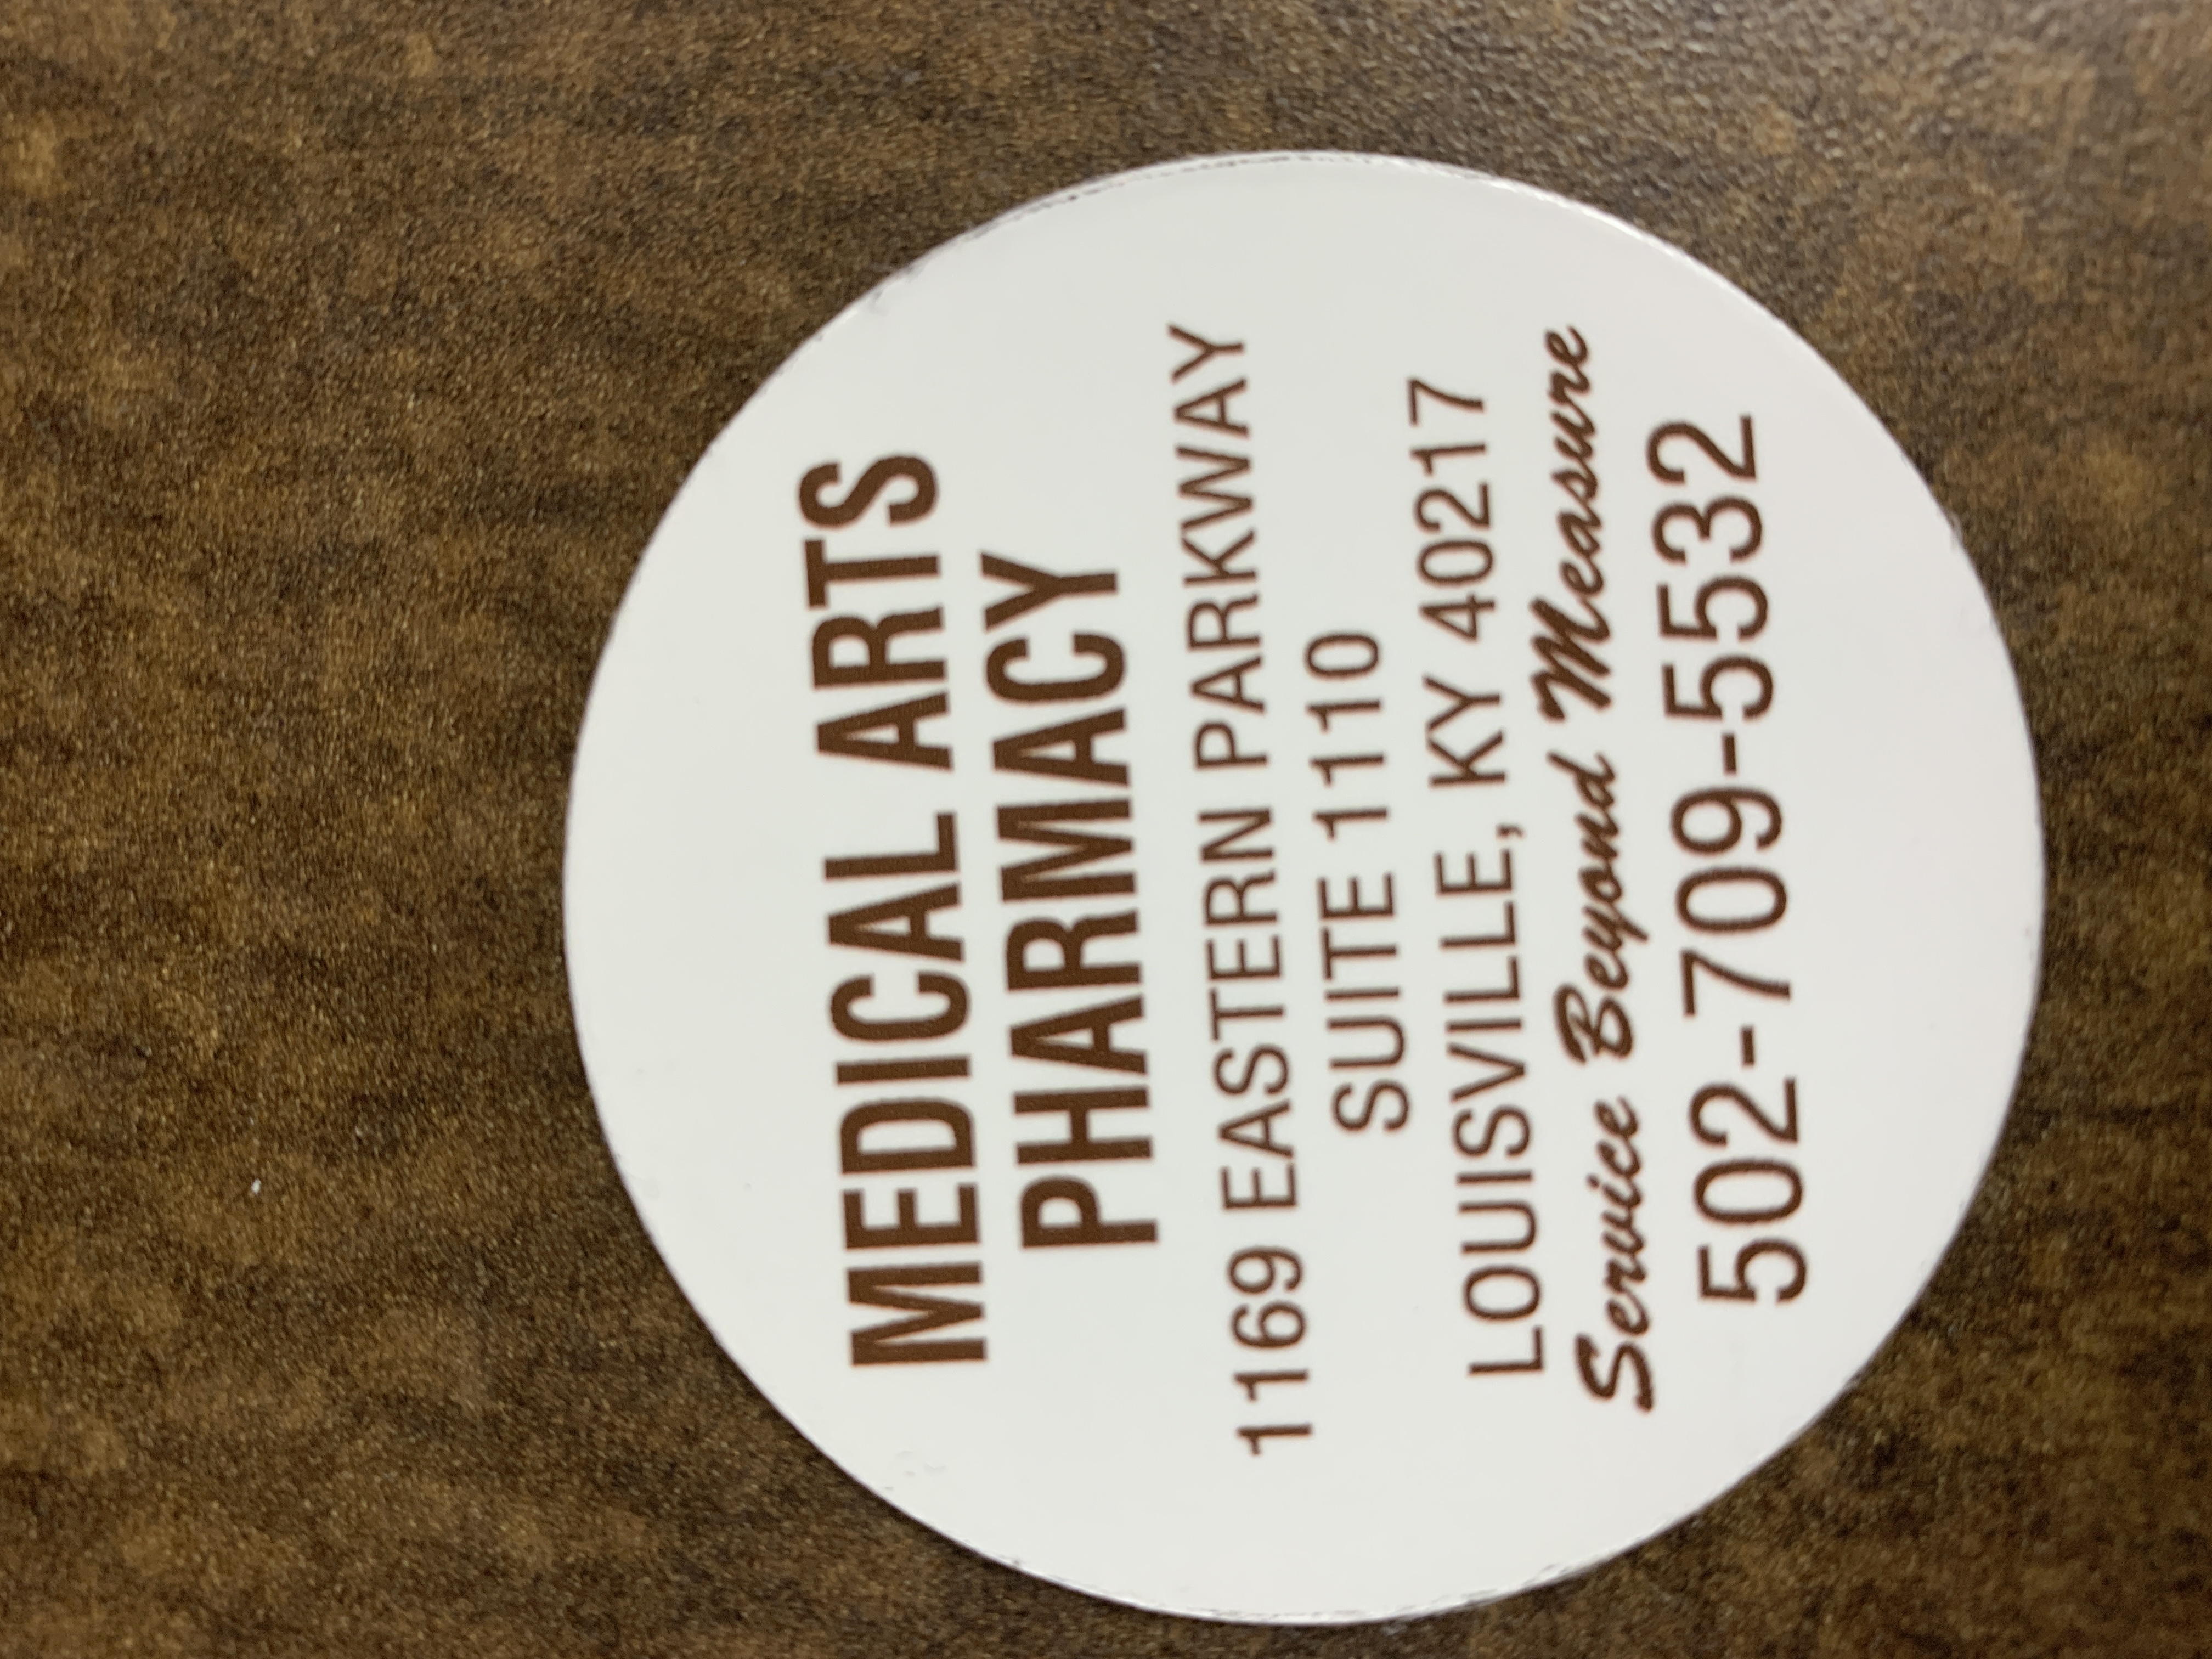 MEDICAL ARTS
PHARMACY
1169 EASTERN PARKWAY
SUITE 1110
LOUISVILLE, KY 40217
Service Beyond Measure
502-709-5532